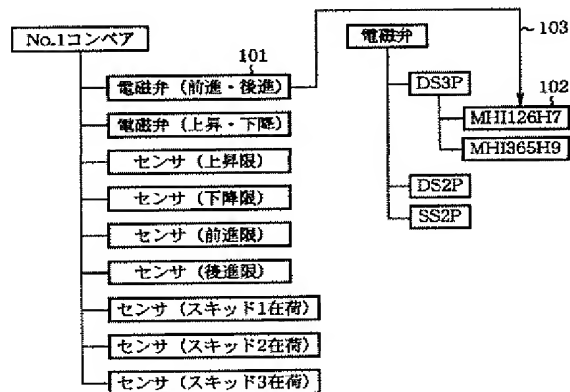 No.1コンベア
101
電磁弁（前進・後進）
電磁弁（上昇・下降）
センサ（上昇限）
センサ（下降限）
センサ（前進限）
センサ（後進限）
センサ（スキッド1在荷）
センサ（スキッド2在荷）
センサ（スキッド3在荷）
電磁弁
103
DS3P
102
MHI126H7
MHI365H9
DS2P
SS2P